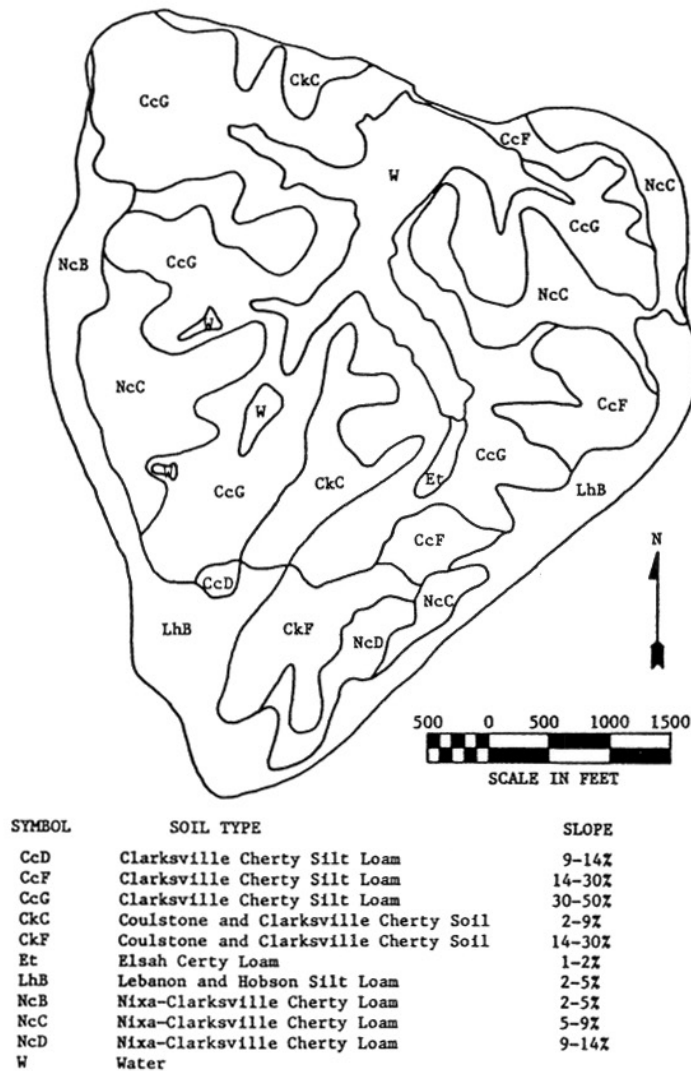 CkC
CcG
CcF
W
NcC
CcG
NcB
CcG
NcC
W
NcC
CcF
W
CcG
W
CcG
CkC
Et
LhB
CcF
N
CcD
NcC
LhB
CkF
NcD
500 0 500 1000 1500
SCALE IN FEET
SYMBOL SOIL TYPE SLOPE
CcD Clarksville Cherty Silt Loam 9-14%
CcF Clarksville Cherty Silt Loam 14-30%
CcG Clarksville Cherty Silt Loam 30-50%
CkC Coulstone and Clarksville Cherty Soil 2-9%
CkF Coulstone and Clarksville Cherty Soil 14-30%
Et Elsah Certy Loam 1-2%
LhB Lebanon and Hobson Silt Loam 2-5%
NcB Nixa-Clarksville Cherty Loam 2-5%
NcC Nixa-Clarksville Cherty Loam 5-9%
NcD Nixa-Clarksville Cherty Loam 9-14%
W Water